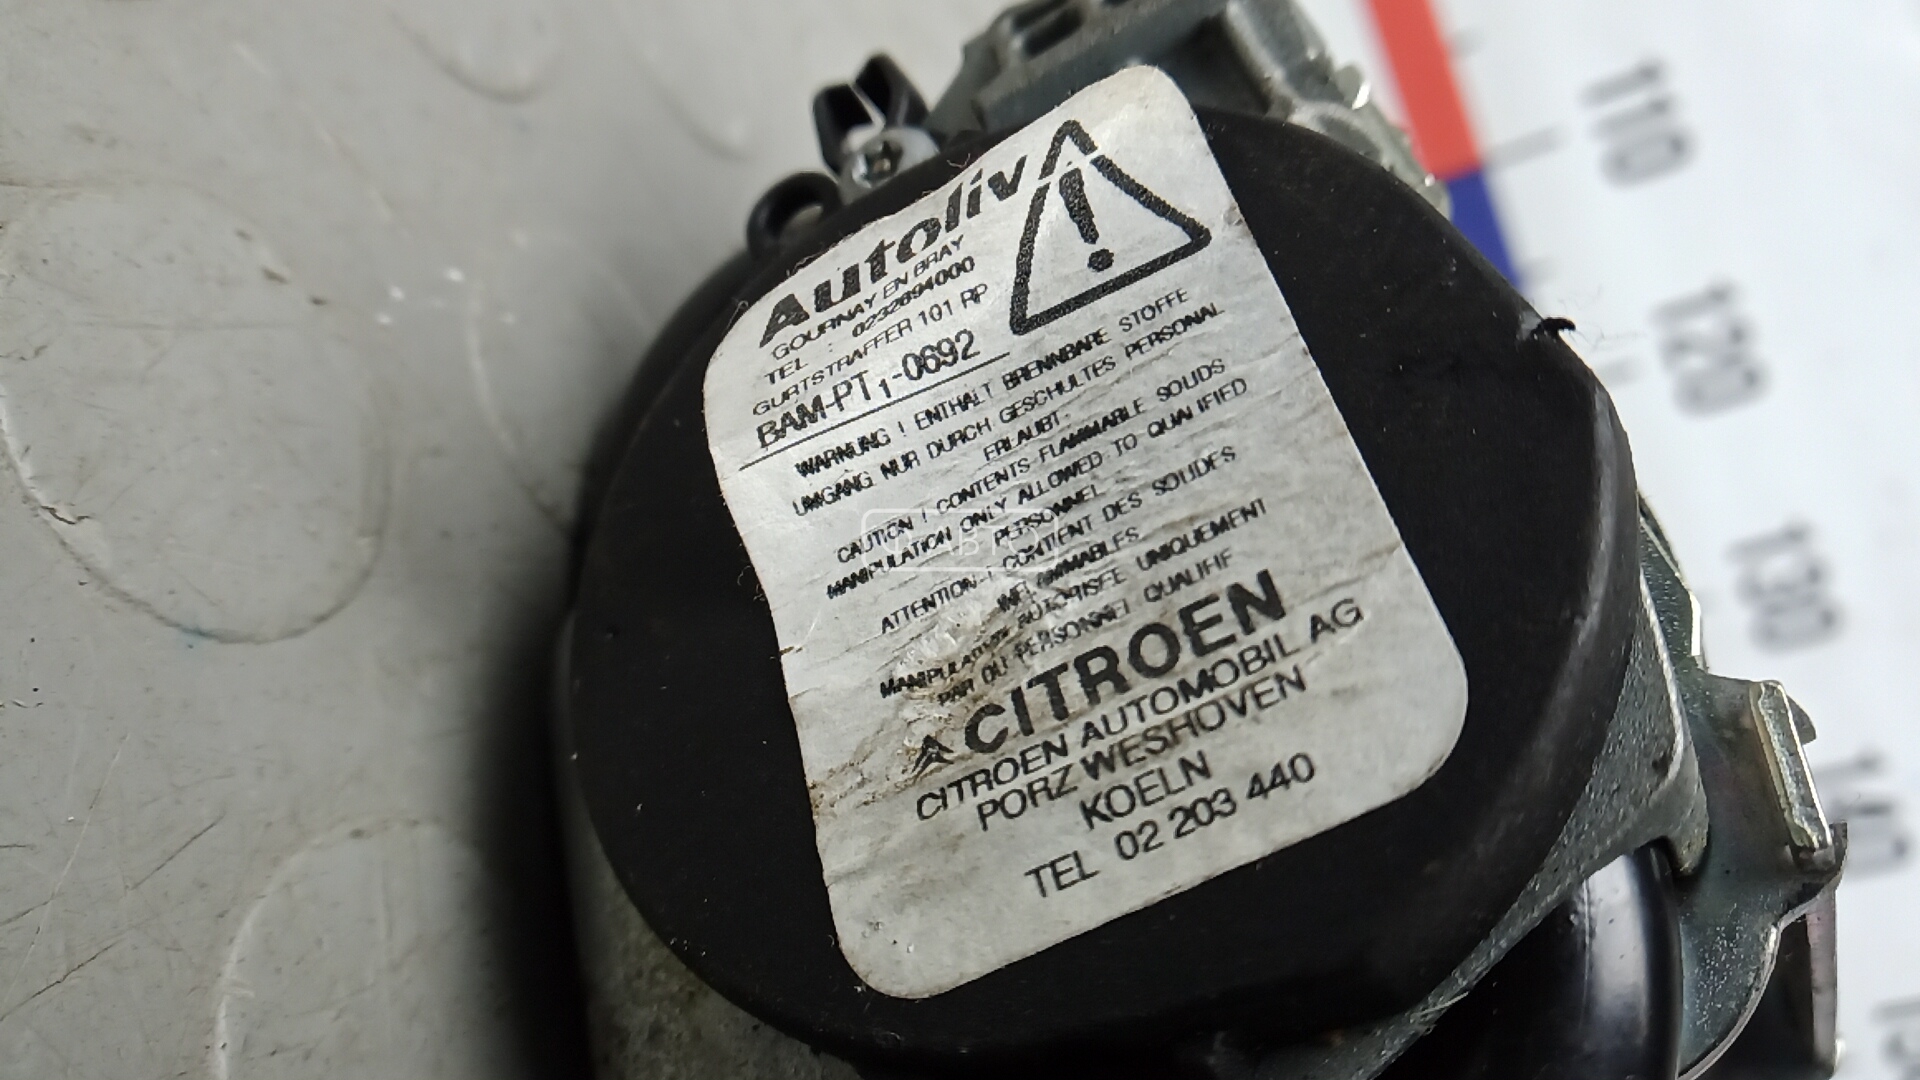 Autoliv
GOURNAY EN BRAY
TEL : 0232894000
GURTSTRAFFER 101 RP
BAM-PT1-0692
WARNUNG ! ENTHALT BRENNBARE STOFFE
UMGANG NUR DURCH GESCHULTES PERSONAL
ERLAUBT.
CAUTION ! CONTENTS FLAMMABLE SOLIDS
MANIPULATION ONLY ALLOWED TO QUALIFIED
PERSONNEL
ATTENTION ! CONTIENT DES SOLIDES
INFLAMMABLES
MANIPULATION AUTORISEE UNIQUEMENT
PAR DU PERSONNEL QUALIFIE
CITROEN
CITROEN AUTOMOBIL AG
PORZ WESHOVEN
KOELN
TEL 02 203 440
110
120
130
140